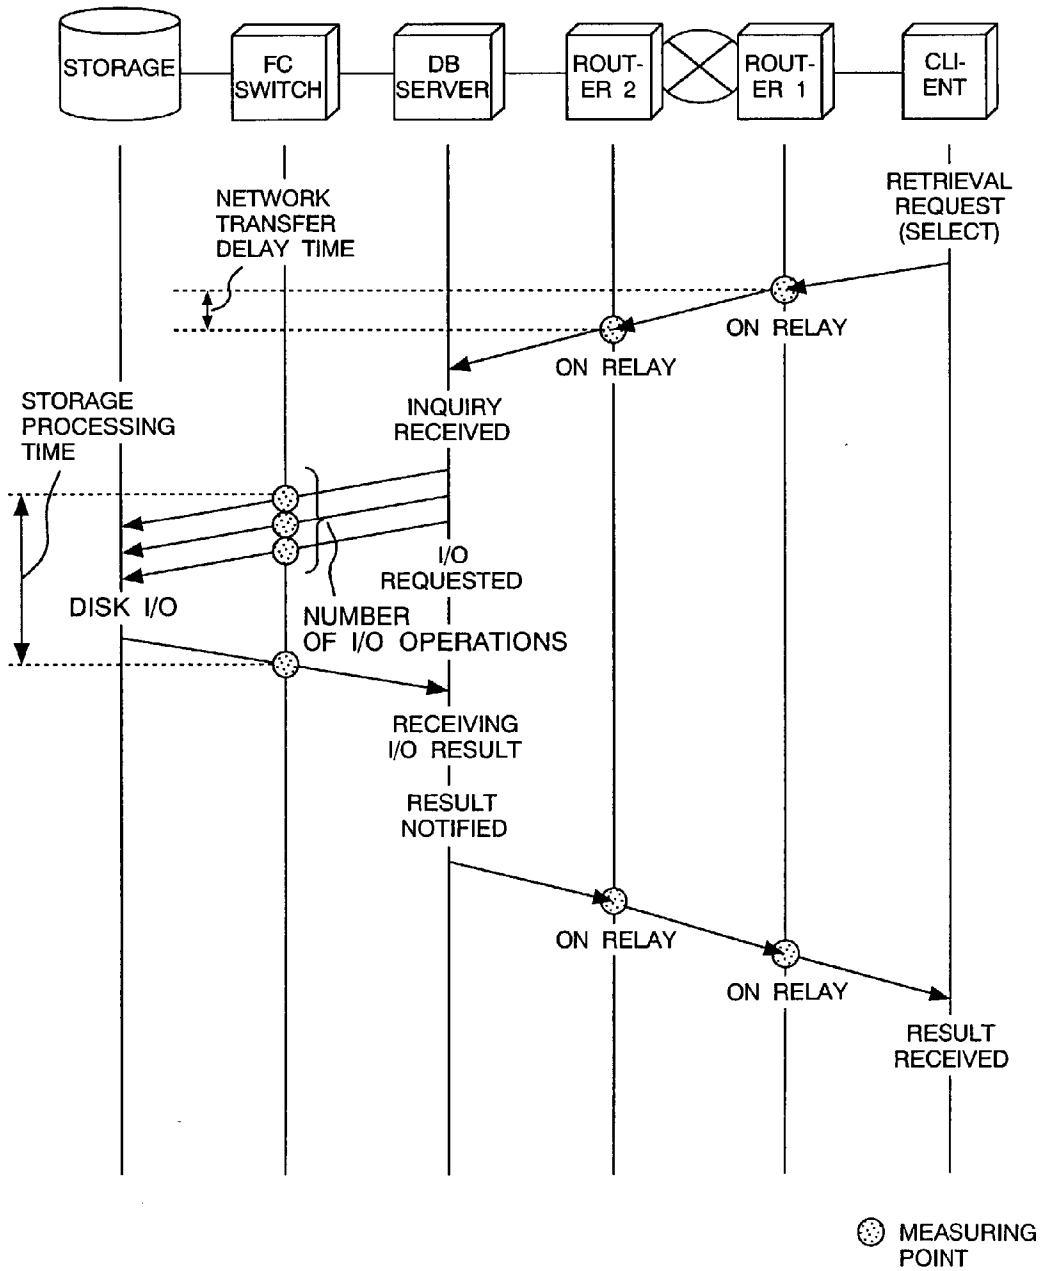 STORAGE
FC
SWITCH
DB
SERVER
ROUT-
ER 2
ROUT-
ER 1
CLI-
ENT
NETWORK
TRANSFER
DELAY TIME
RETRIEVAL
REQUEST
(SELECT)
ON RELAY
ON RELAY
STORAGE
PROCESSING
TIME
INQUIRY
RECEIVED
I/O
REQUESTED
DISK I/O
NUMBER
OF I/O OPERATIONS
RECEIVING
I/O RESULT
RESULT
NOTIFIED
ON RELAY
ON RELAY
RESULT
RECEIVED
MEASURING
POINT